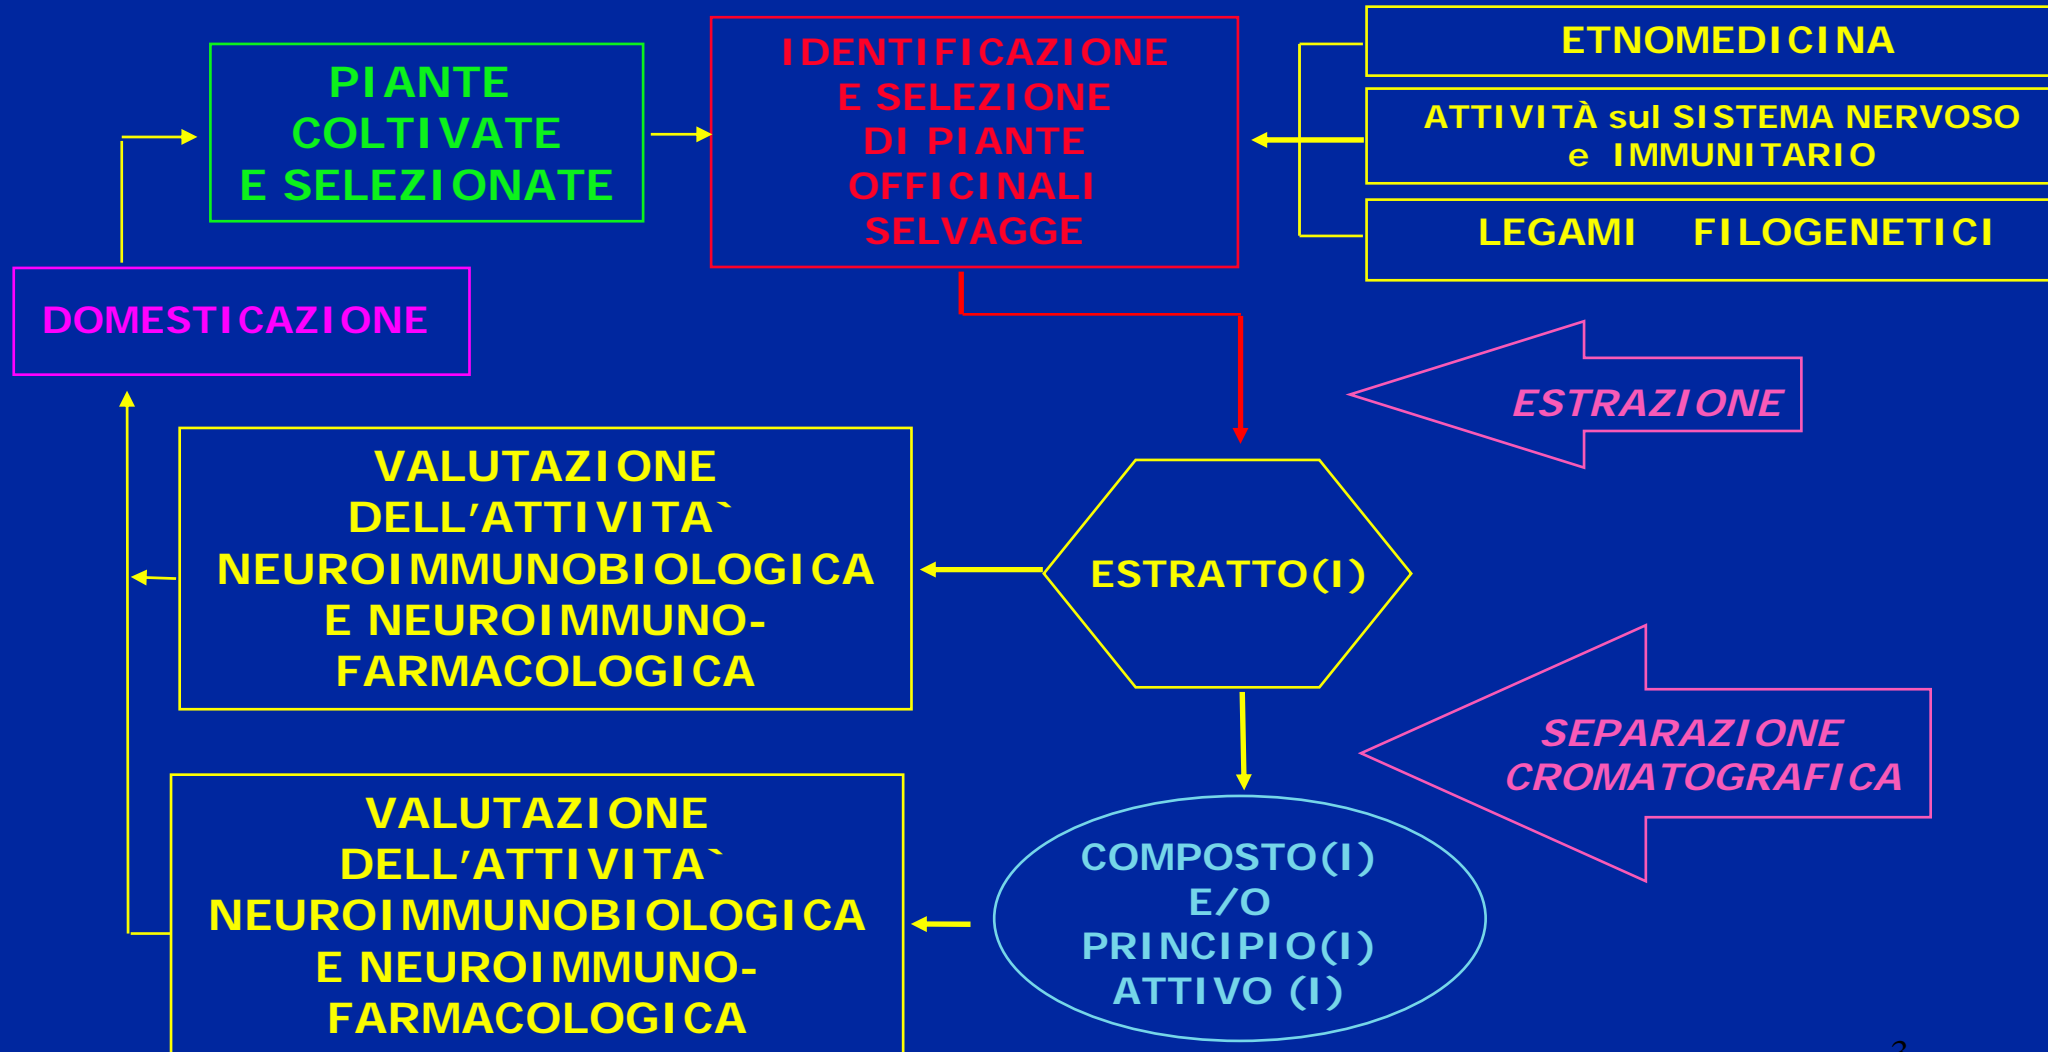 PIANTE
COLTIVATE
E SELEZIONATE
IDENTIFICAZIONE
E SELEZIONE
DI PIANTE
OFFICINALI
SELVAGGE
ETNOMEDICINA
ATTIVITÀ sul SISTEMA NERVOSO
e IMMUNITARIO
LEGAMI FILOGENETICI
DOMESTICAZIONE
ESTRAZIONE
VALUTAZIONE
DELL’ATTIVITA`
NEUROIMMUNOBIOLOGICA
E NEUROIMMUNO-
FARMACOLOGICA
ESTRATTO(I)
SEPARAZIONE
CROMATOGRAFICA
VALUTAZIONE
DELL’ATTIVITA`
NEUROIMMUNOBIOLOGICA
E NEUROIMMUNO-
FARMACOLOGICA
COMPOSTO(I)
E/O
PRINCIPIO(I)
ATTIVO (I)